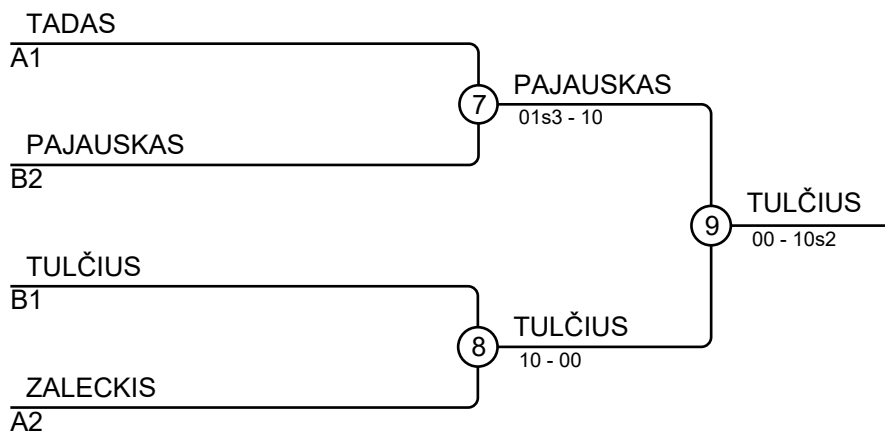 TADAS
A1
7
PAJAUSKAS
01s3 - 10
PAJAUSKAS
B2
9
TULČIUS
00 - 10s2
TULČIUS
B1
8
TULČIUS
10 - 00
ZALECKIS
A2